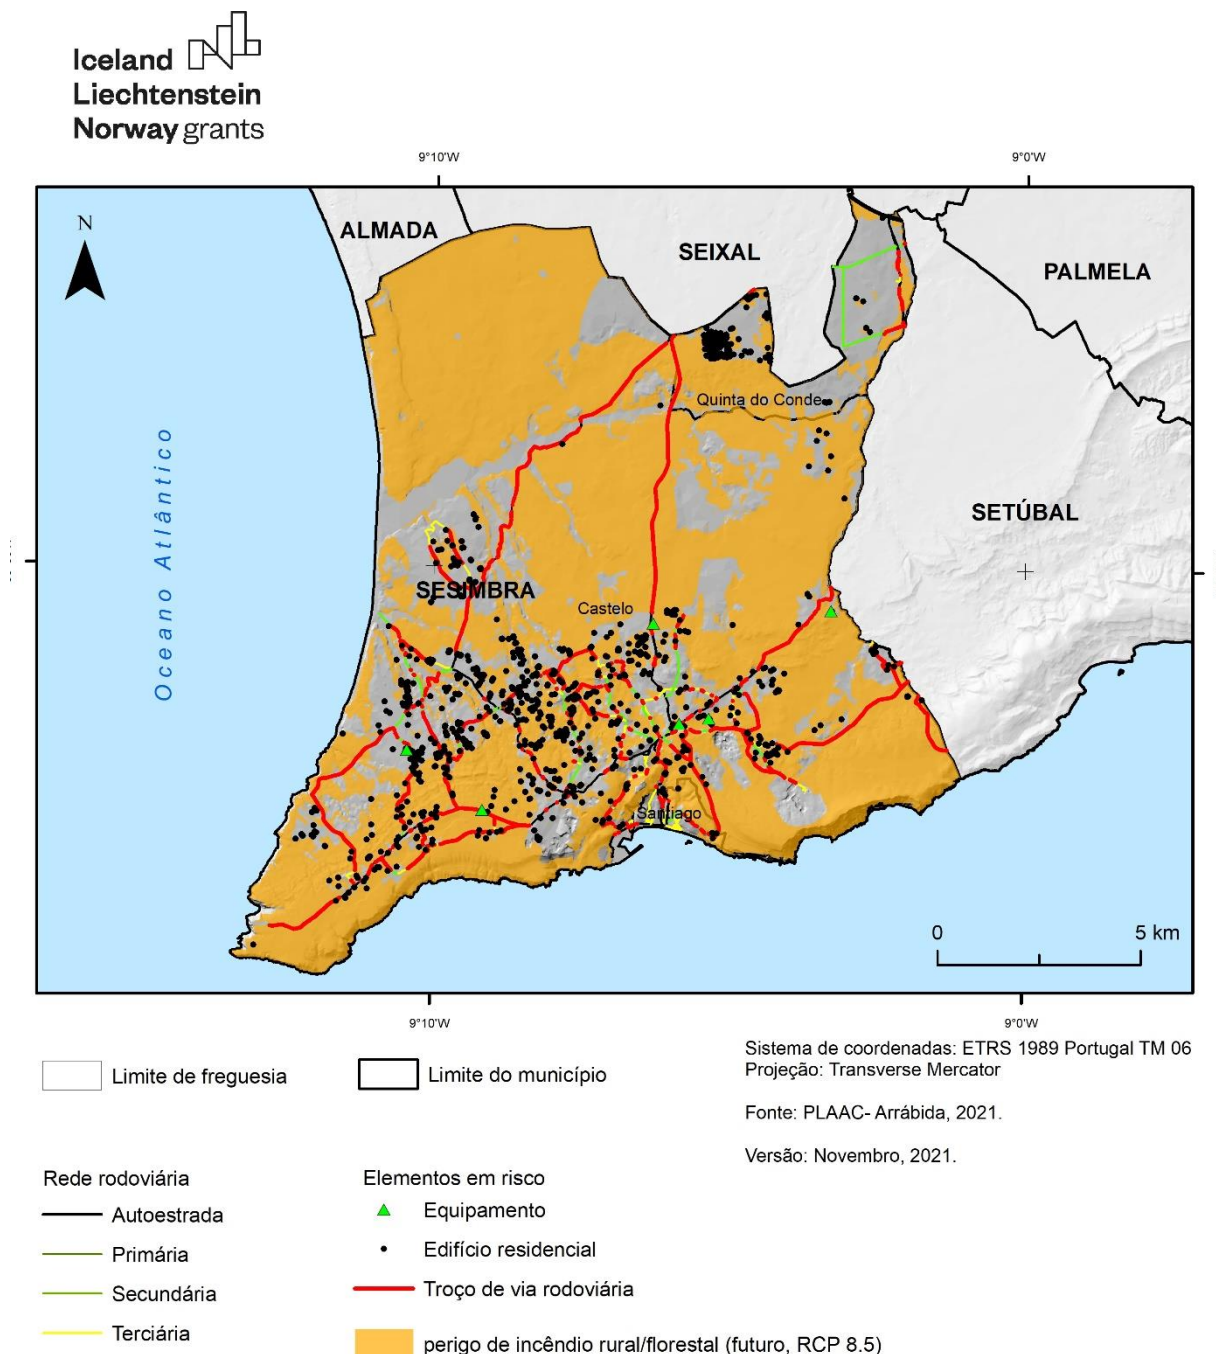 Iceland
Liechtenstein
Norway grants
9°10'W
9°0'W
N
ALMADA
SEIXAL
PALMELA
Quinta do Conde
Oceano Atlântico
SETÚBAL
SESIMBRA
Castelo
Santiago
0
5 km
9°10'W
9°0'W
Limite de freguesia
Limite do município
Sistema de coordenadas: ETRS 1989 Portugal TM 06
Projeção: Transverse Mercator
Fonte: PLAAC- Arrábida, 2021.
Versão: Novembro, 2021.
Rede rodoviária
Autoestrada
Primária
Secundária
Terciária
Elementos em risco
Equipamento
Edifício residencial
Troço de via rodoviária
perigo de incêndio rural/florestal (futuro, RCP 8.5)